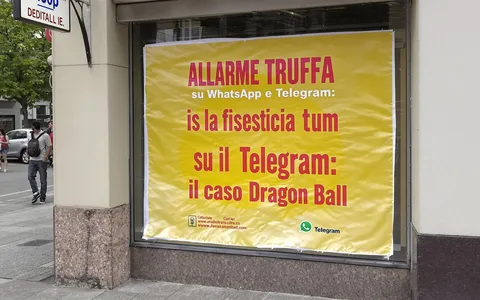 DEDITALL IE.
ALLARME TRUFFA
su WhatsApp e Telegram:
is la fisesticia tum
su il Telegram:
il caso Dragon Ball
Telegram